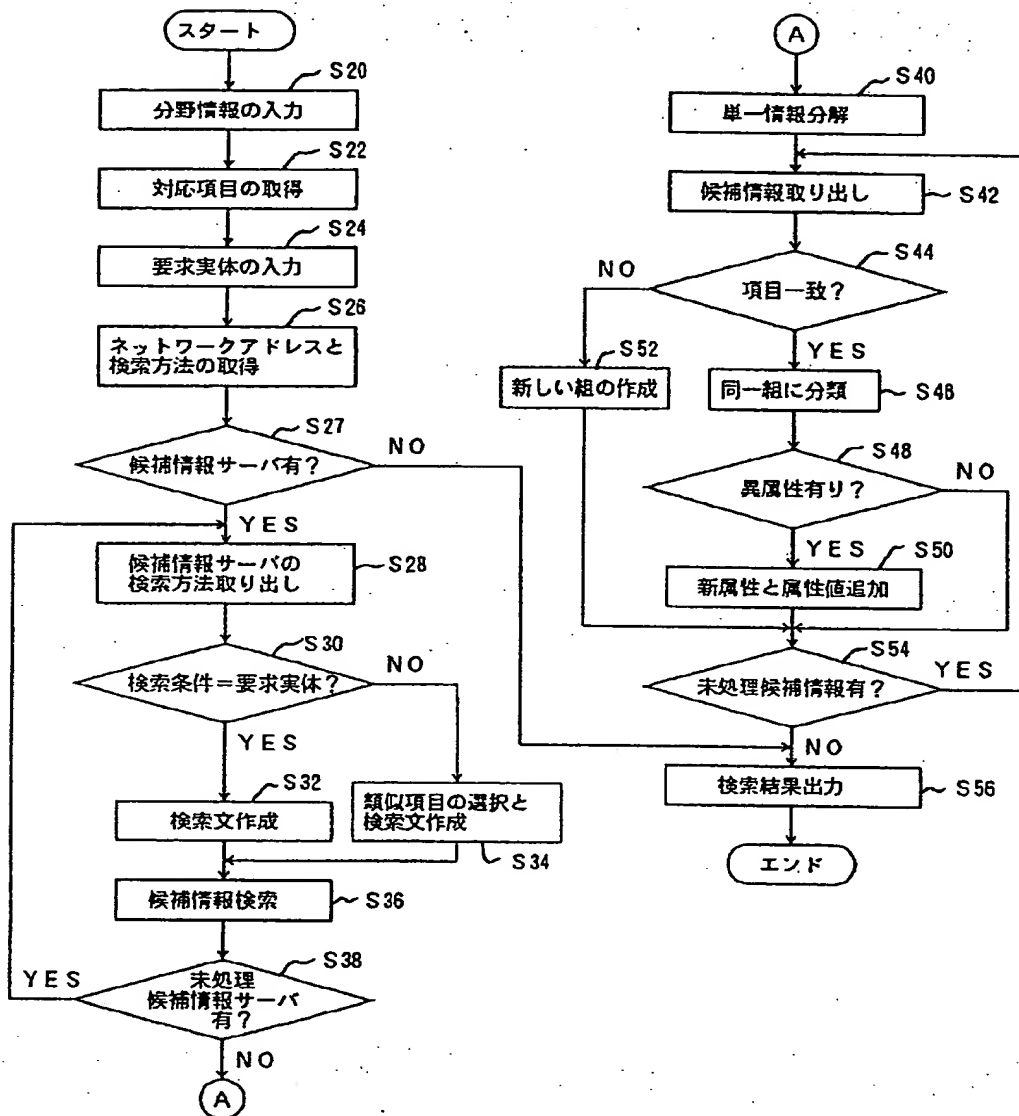 スタート
S20
分野情報の入力
S22
対応項目の取得
S24
要求実体の入力
S26
ネットワークアドレスと
検索方法の取得
S27
候補情報サーバ有?
NO
YES
候補情報サーバの
検索方法取り出し
S28
S30
検索条件=要求実体?
NO
YES
S32
検索文作成
類似項目の選択と
検索文作成
S34
候補情報検索
S36
S38
YES
未処理
候補情報サーバ
有?
NO
A
A
S40
単一情報分解
候補情報取り出し
S42
S44
NO
項目一致?
YES
S52
新しい組の作成
同一組に分類
S46
S48
異属性有り?
NO
YES
S50
新属性と属性値追加
S54
未処理候補情報有?
YES
NO
検索結果出力
S56
エンド